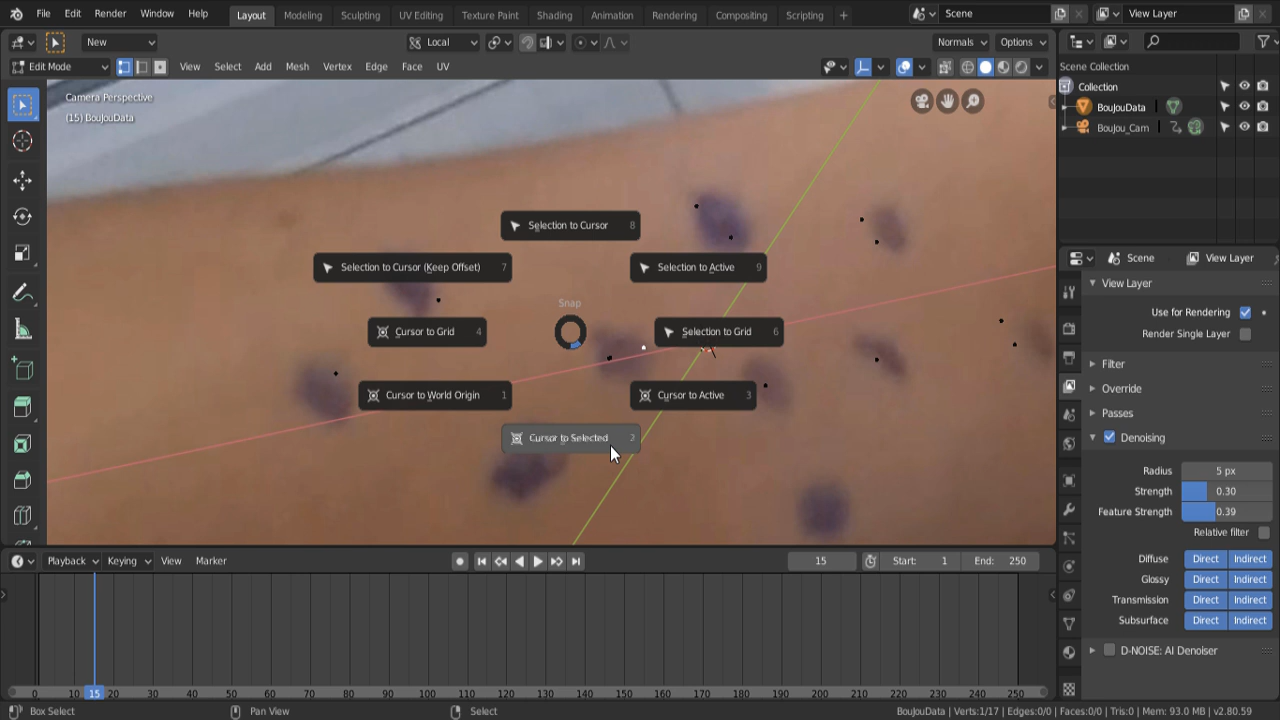 File Edit Render Window Help Layout Modeling Sculpting UV Editing Texture Paint Shading Animation Rendering Compositing Scripting + Scene View Layer
New Local Normals Options
Edit Mode View Select Add Mesh Vertex Edge Face UV
Scene Collection
Collection
BouJouData
BouJou_Cam
Camera Perspective
(15) BouJouData
Selection to Cursor 8
Selection to Cursor (Keep Offset) 7
Selection to Active 9
Snap
Cursor to Grid 4
Selection to Grid 6
Cursor to World Origin 1
Cursor to Active 3
Cursor to Selected 2
Scene View Layer
View Layer
Use for Rendering
Render Single Layer
Filter
Override
Passes
Denoising
Radius 5 px
Strength 0.30
Feature Strength 0.39
Relative filter
Diffuse Direct Indirect
Glossy Direct Indirect
Transmission Direct Indirect
Subsurface Direct Indirect
D-NOISE: AI Denoiser
Playback Keying View Marker 15 Start: 1 End: 250
0 10 15 20 30 40 50 60 70 80 90 100 110 120 130 140 150 160 170 180 190 200 210 220 230 240 250
Box Select Pan View Select BouJouData | Verts:1/17 | Edges:0/0 | Faces:0/0 | Tris:0 | Mem: 93.0 MB | v2.80.59